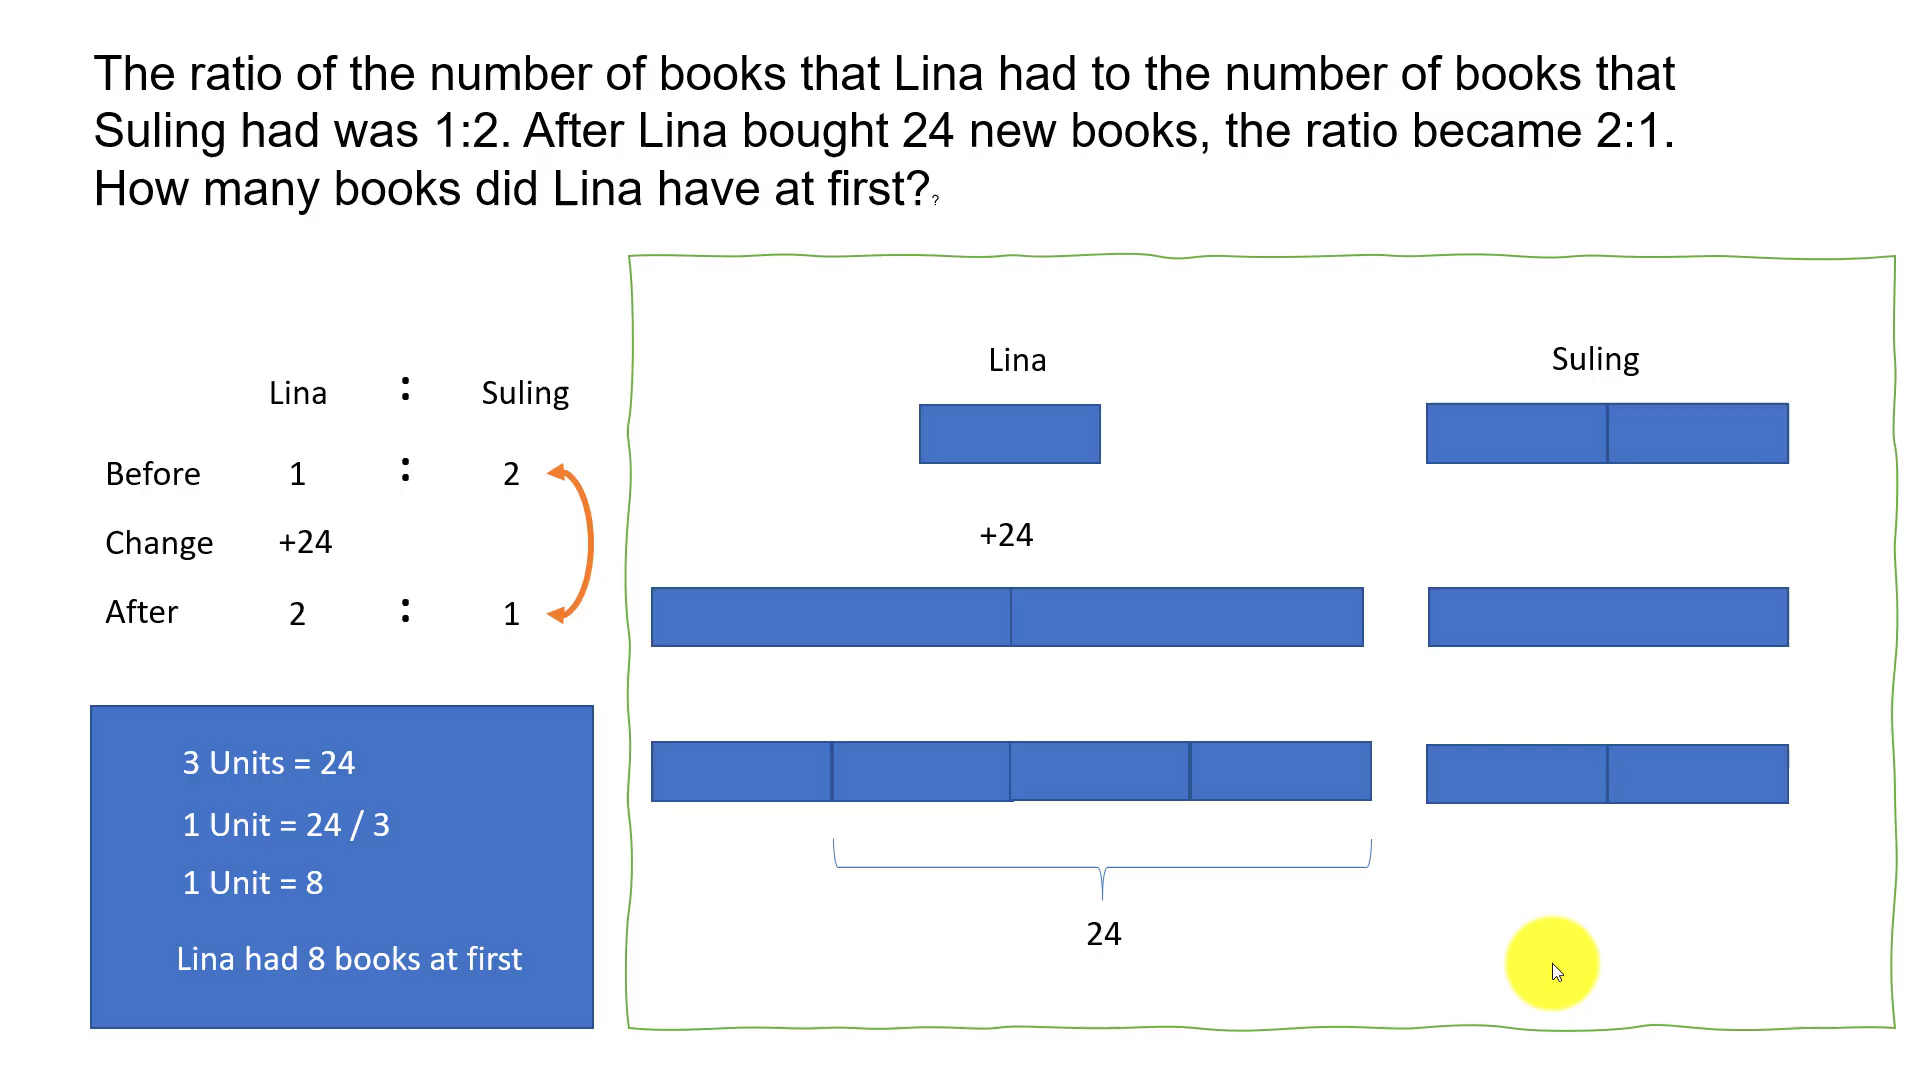 The ratio of the number of books that Lina had to the number of books that
Suling had was 1:2. After Lina bought 24 new books, the ratio became 2:1.
How many books did Lina have at first??
Lina : Suling
Before 1 : 2
Change +24
After 2 : 1
3 Units = 24
1 Unit = 24 / 3
1 Unit = 8
Lina had 8 books at first
Lina Suling
+24
24